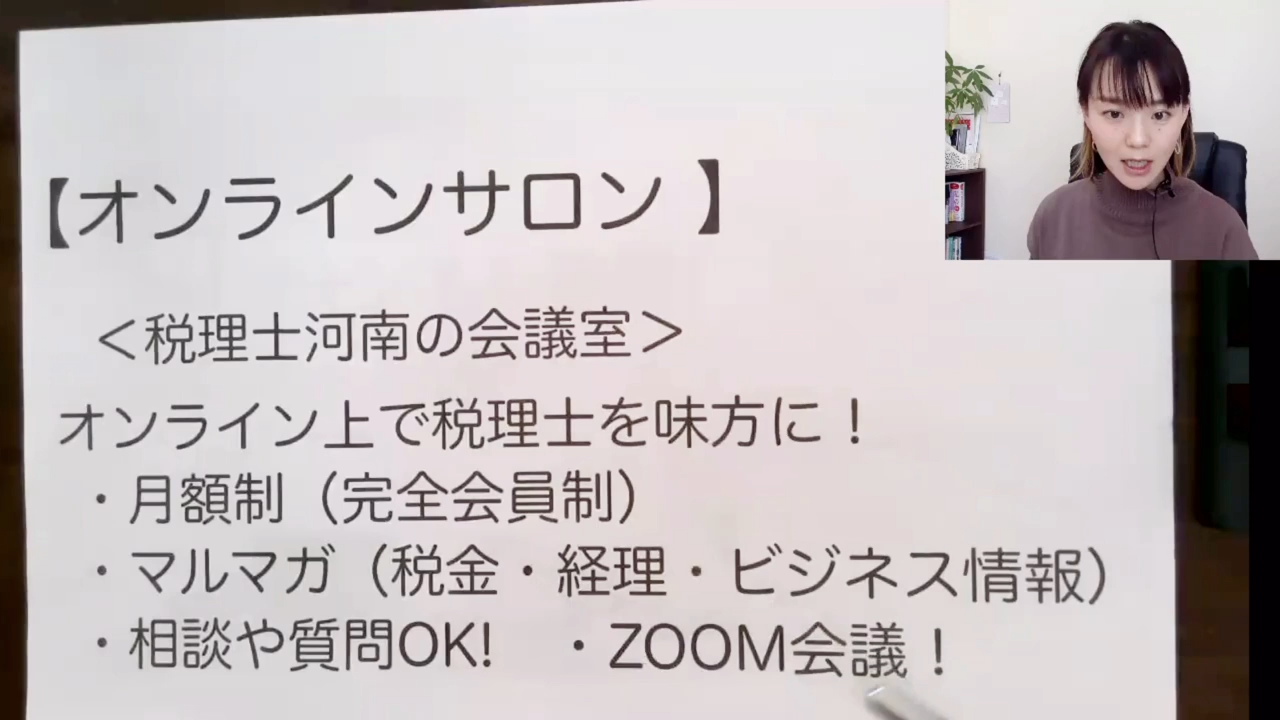 【オンラインサロン】
＜税理士河南の会議室＞
オンライン上で税理士を味方に！
・月額制（完全会員制）
・マルマガ（税金・経理・ビジネス情報）
・相談や質問OK!　・ZOOM会議！